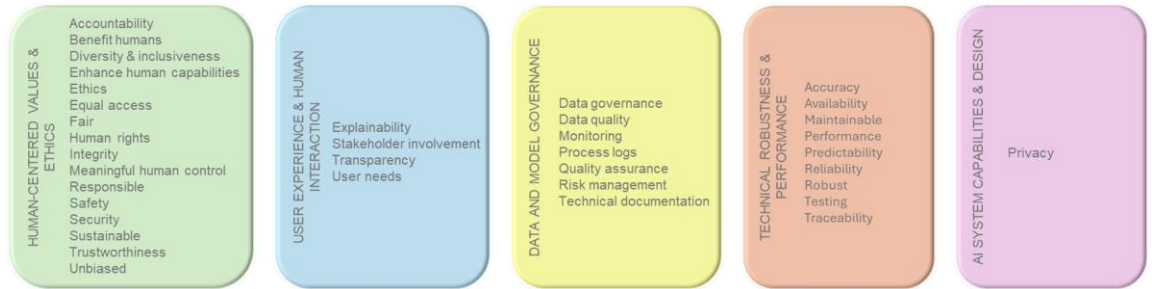 HUMAN-CENTERED VALUES &
ETHICS
Accountability
Benefit humans
Diversity & inclusiveness
Enhance human capabilities
Ethics
Equal access
Fair
Human rights
Integrity
Meaningful human control
Responsible
Safety
Security
Sustainable
Trustworthiness
Unbiased
USER EXPERIENCE & HUMAN
INTERACTION
Explainability
Stakeholder involvement
Transparency
User needs
DATA AND MODEL GOVERNANCE
Data governance
Data quality
Monitoring
Process logs
Quality assurance
Risk management
Technical documentation
TECHNICAL ROBUSTNESS &
PERFORMANCE
Accuracy
Availability
Maintainable
Performance
Predictability
Reliability
Robust
Testing
Traceability
AI SYSTEM CAPABILITIES & DESIGN
Privacy